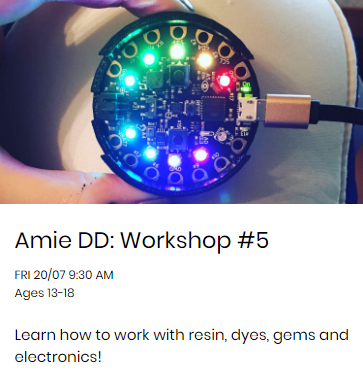 Amie DD: Workshop #5
FRI 20/07 9:30 AM
Ages 13-18
Learn how to work with resin, dyes, gems and
electronics!